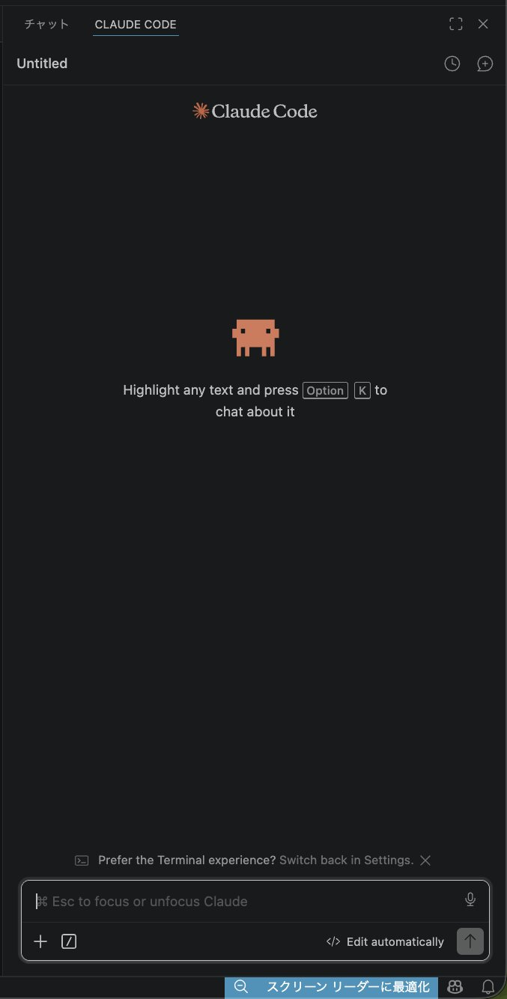 チャット CLAUDE CODE
Untitled
Claude Code
Highlight any text and press Option K to
chat about it
Prefer the Terminal experience? Switch back in Settings.
⌘ Esc to focus or unfocus Claude
Edit automatically
スクリーン リーダーに最適化